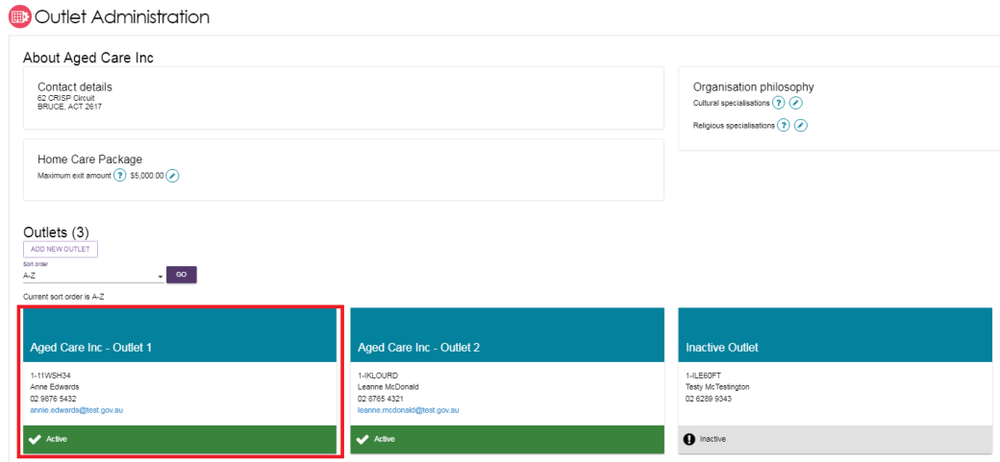 Outlet Administration
About Aged Care Inc
Contact details
62 CRISP Circuit
BRUCE, ACT 2617
Organisation philosophy
Cultural specialisations ?
Religious specialisations ?
Home Care Package
Maximum exit amount ? $5,000.00
Outlets (3)
ADD NEW OUTLET
Sort order
A-Z
GO
Current sort order is A-Z
Aged Care Inc - Outlet 1
1-11WSH34
Anne Edwards
02 9876 5432
annie.edwards@test.gov.au
Active
Aged Care Inc - Outlet 2
1-IKLOURD
Leanne McDonald
02 8765 4321
leanne.mcdonald@test.gov.au
Active
Inactive Outlet
1-ILE60FT
Testy McTestington
02 6289 9343
Inactive